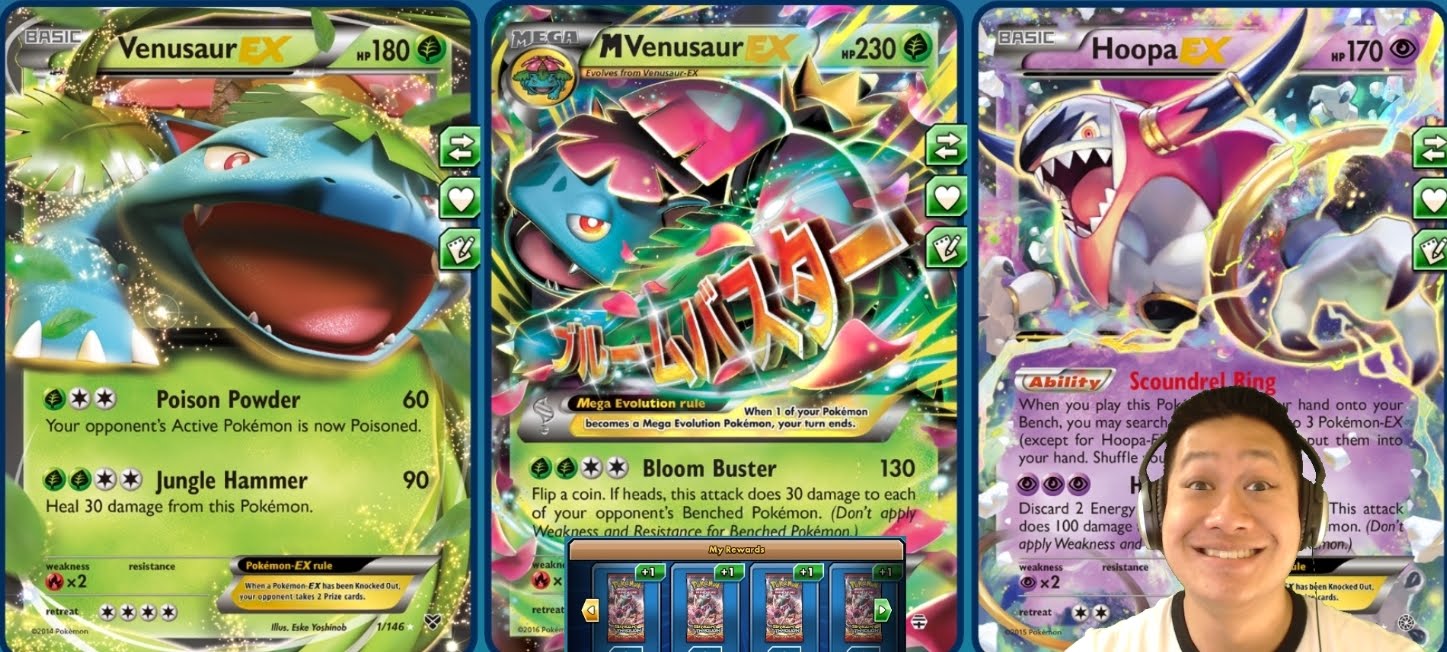 BASIC
Venusaur EX
HP180
Poison Powder 60
Your opponent's Active Pokémon is now Poisoned.
Jungle Hammer 90
Heal 30 damage from this Pokémon.
weakness
resistance
×2
retreat
Pokémon-EX rule
When a Pokémon-EX has been Knocked Out,
your opponent takes 2 Prize cards.
©2014 Pokémon
Illus. Eske Yoshinob
1/146
MEGA
M Venusaur EX
HP230
Evolves from Venusaur-EX
ブルームバスター
Mega Evolution rule
When 1 of your Pokémon
becomes a Mega Evolution Pokémon, your turn ends.
Bloom Buster 130
Flip a coin. If heads, this attack does 30 damage to each
of your opponent's Benched Pokémon. (Don't apply
Weakness and Resistance for Benched Pokémon.)
weakn
×
retreat
©2016
My Rewards
+1
+1
+1
+1
BASIC
Hoopa EX
HP170
Ability
Scoundrel Ring
When you play this hand onto your
Bench, you may search 3 Pokémon-EX
(except for put them into
your hand. Shuffle
Discard 2 Energy This attack
does 100 damage (Don't
apply Weakness and
weakness
resistance
×2
retreat
has been Knocked Out,
cards.
©2015 Pokémon